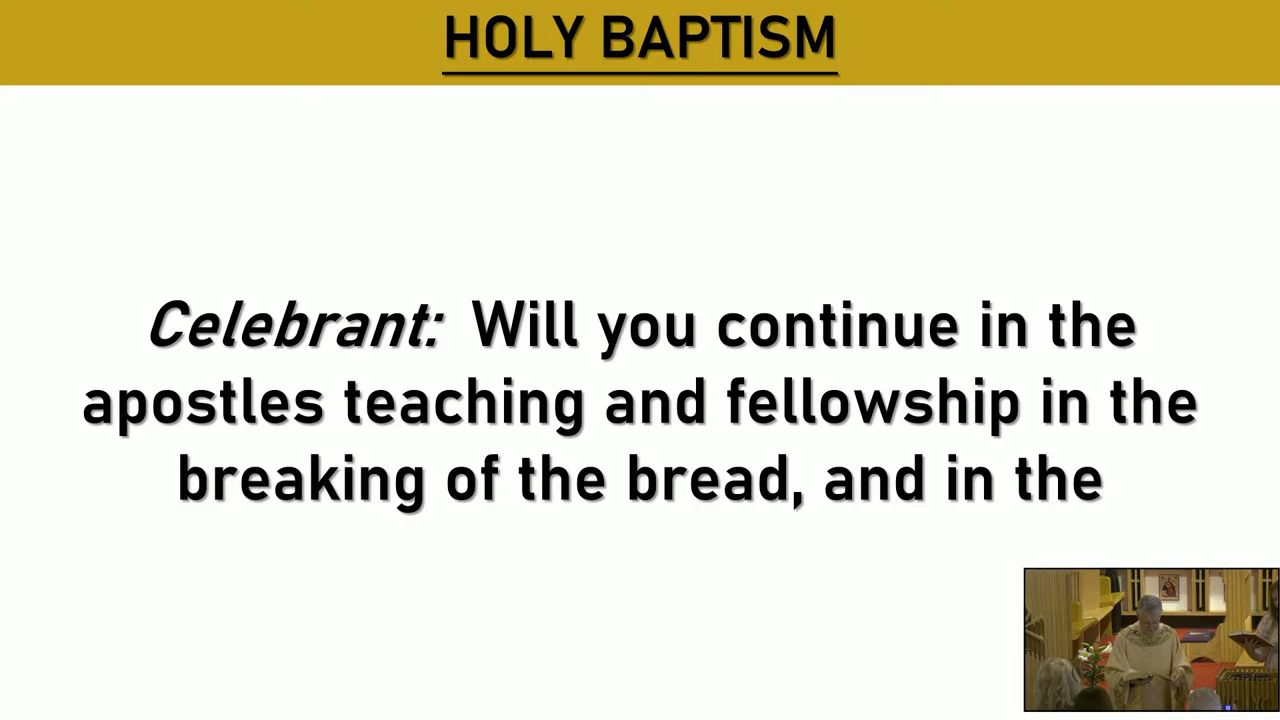 HOLY BAPTISM
Celebrant: Will you continue in the
apostles teaching and fellowship in the
breaking of the bread, and in the